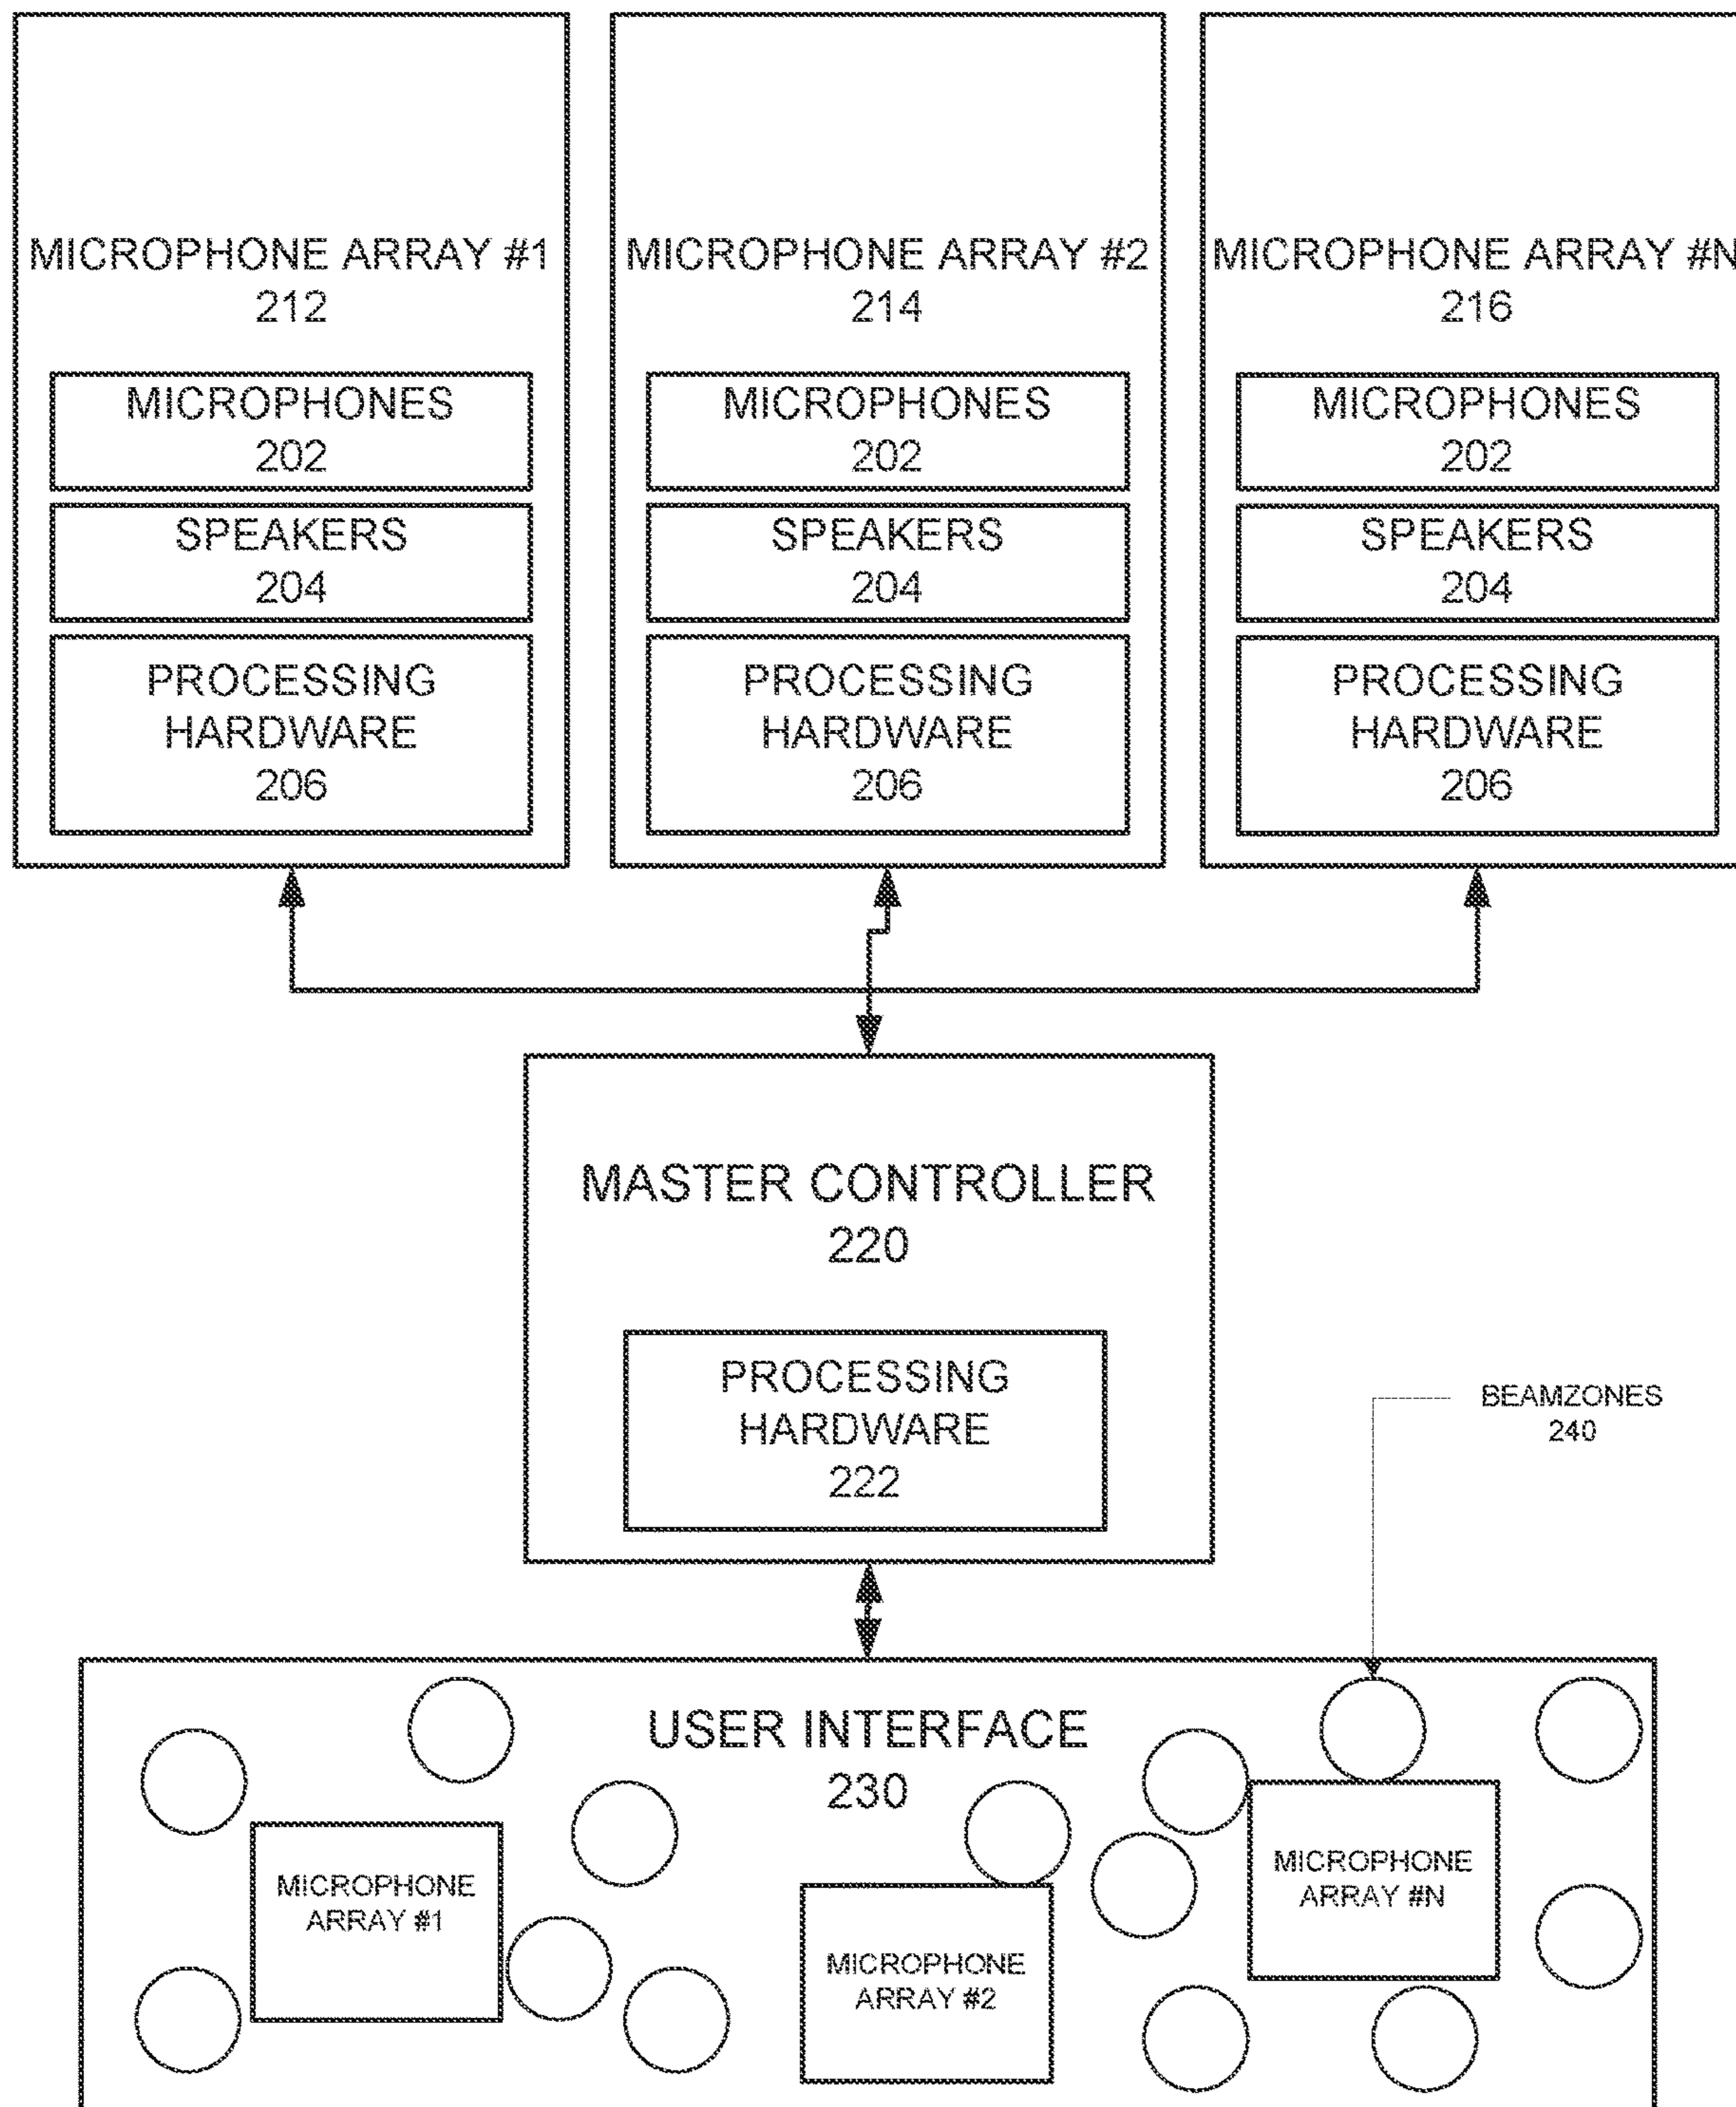 MICROPHONE ARRAY #1
212
MICROPHONES
202
SPEAKERS
204
PROCESSING
HARDWARE
206
MICROPHONE ARRAY #2
214
MICROPHONES
202
SPEAKERS
204
PROCESSING
HARDWARE
206
MICROPHONE ARRAY #N
216
MICROPHONES
202
SPEAKERS
204
PROCESSING
HARDWARE
206
MASTER CONTROLLER
220
PROCESSING
HARDWARE
222
BEAMZONES
240
USER INTERFACE
230
MICROPHONE
ARRAY #1
MICROPHONE
ARRAY #2
MICROPHONE
ARRAY #N